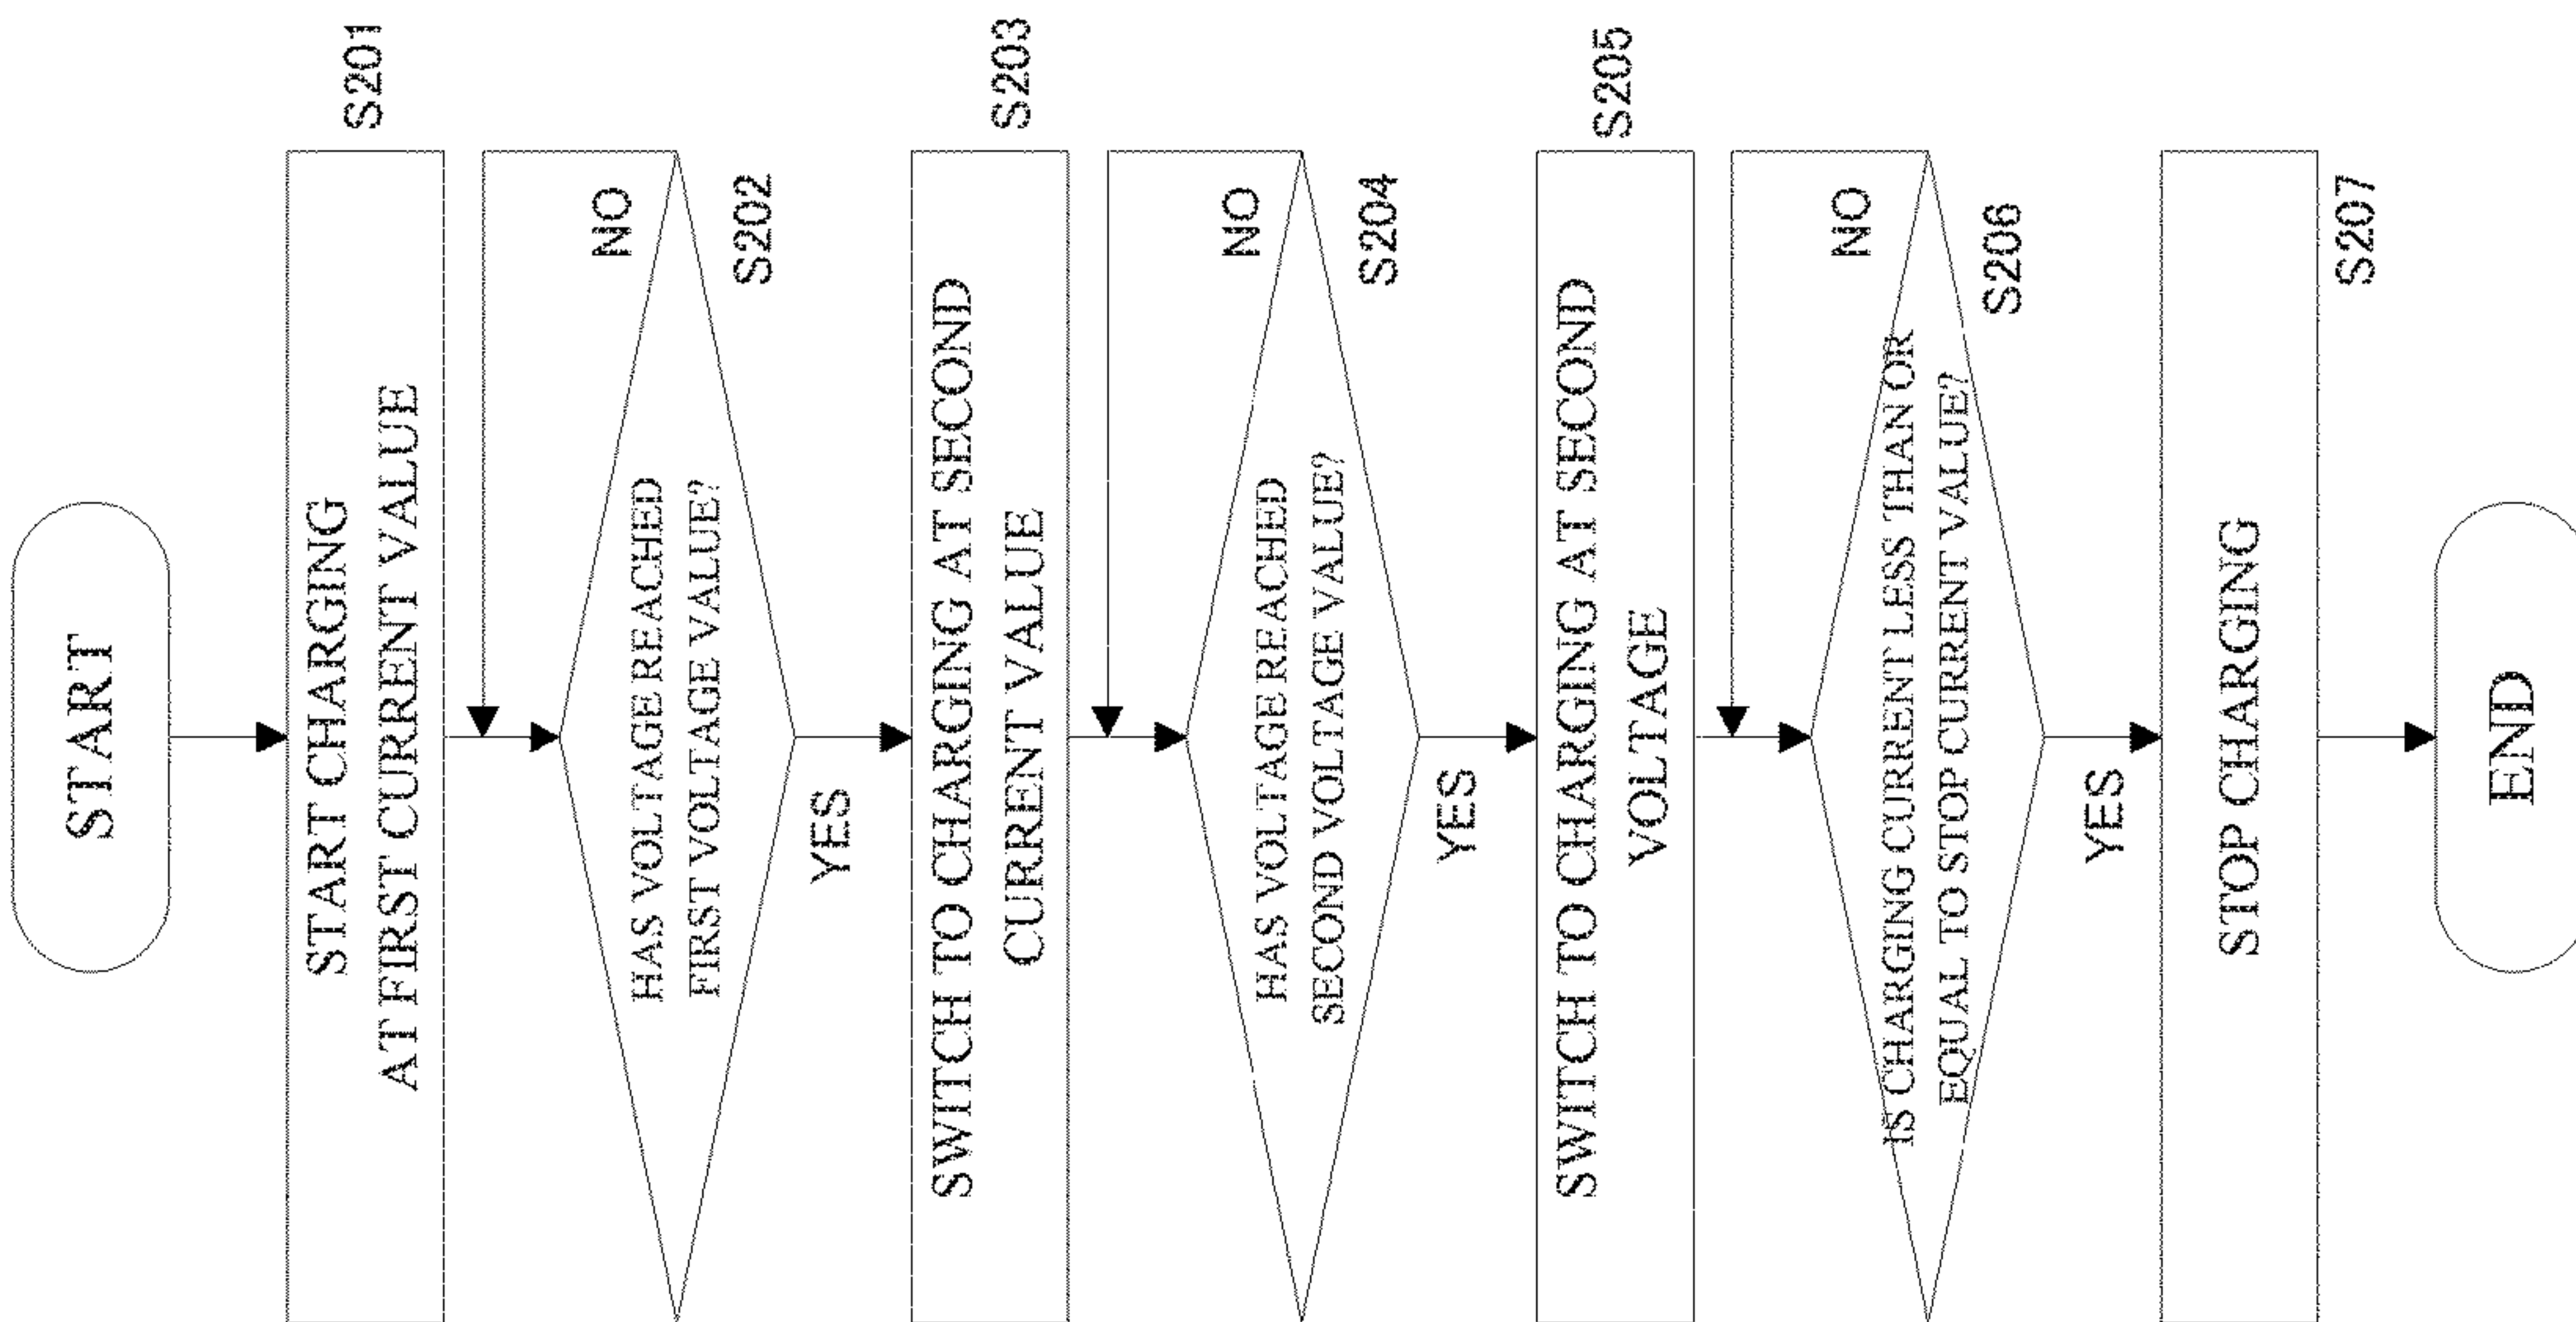 START
START CHARGING
AT FIRST CURRENT VALUE
S201
HAS VOLTAGE REACHED
FIRST VOLTAGE VALUE?
NO
S202
YES
SWITCH TO CHARGING AT SECOND
CURRENT VALUE
S203
HAS VOLTAGE REACHED
SECOND VOLTAGE VALUE?
NO
S204
YES
SWITCH TO CHARGING AT SECOND
VOLTAGE
S205
IS CHARGING CURRENT LESS THAN OR
EQUAL TO STOP CURRENT VALUE?
NO
S206
YES
STOP CHARGING
S207
END